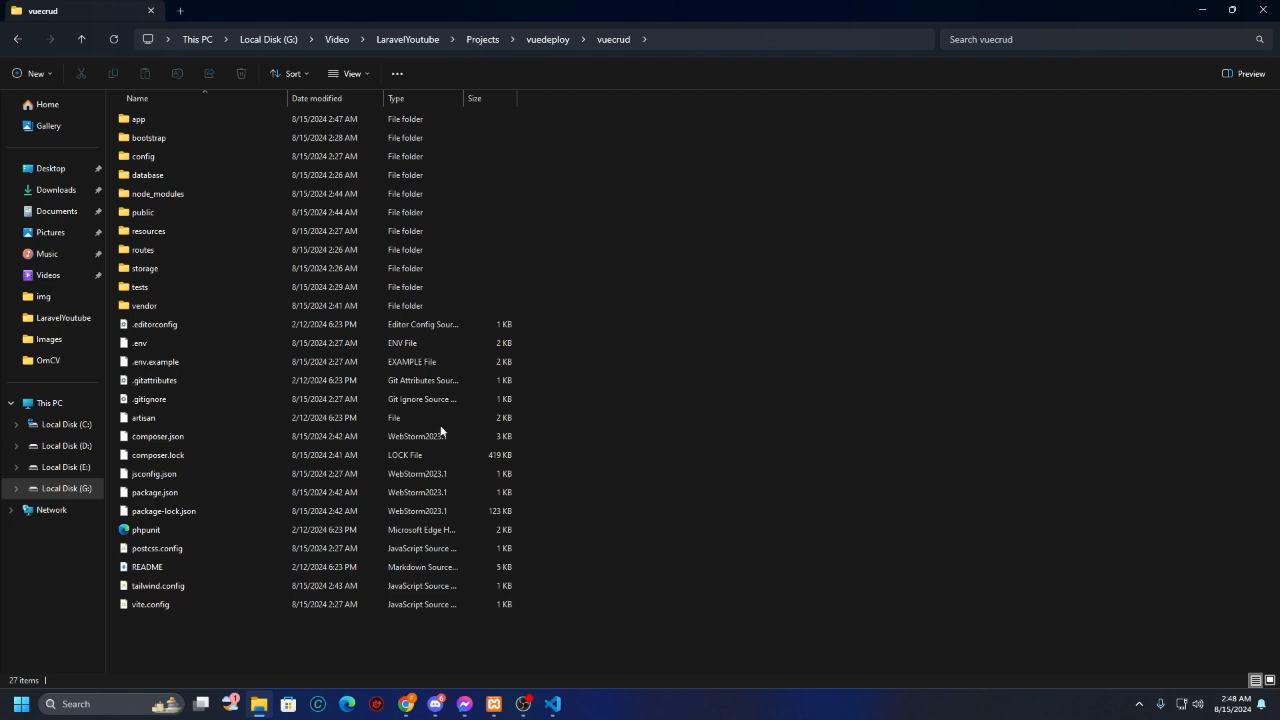 vuecrud
This PC > Local Disk (G:) > Video > LaravelYoutube > Projects > vuedeploy > vuecrud >
Search vuecrud
New
Sort
View
Preview
Home
Gallery
Desktop
Downloads
Documents
Pictures
Music
Videos
img
LaravelYoutube
Images
OmCV
This PC
Local Disk (C:)
Local Disk (D:)
Local Disk (E:)
Local Disk (G:)
Network
Name Date modified Type Size
app 8/15/2024 2:47 AM File folder
bootstrap 8/15/2024 2:28 AM File folder
config 8/15/2024 2:27 AM File folder
database 8/15/2024 2:26 AM File folder
node_modules 8/15/2024 2:44 AM File folder
public 8/15/2024 2:44 AM File folder
resources 8/15/2024 2:27 AM File folder
routes 8/15/2024 2:26 AM File folder
storage 8/15/2024 2:26 AM File folder
tests 8/15/2024 2:29 AM File folder
vendor 8/15/2024 2:41 AM File folder
.editorconfig 2/12/2024 6:23 PM Editor Config Sour... 1 KB
.env 8/15/2024 2:27 AM ENV File 2 KB
.env.example 8/15/2024 2:27 AM EXAMPLE File 2 KB
.gitattributes 2/12/2024 6:23 PM Git Attributes Sour... 1 KB
.gitignore 8/15/2024 2:27 AM Git Ignore Source ... 1 KB
artisan 2/12/2024 6:23 PM File 2 KB
composer.json 8/15/2024 2:42 AM WebStorm2023.1 3 KB
composer.lock 8/15/2024 2:41 AM LOCK File 419 KB
jsconfig.json 8/15/2024 2:27 AM WebStorm2023.1 1 KB
package.json 8/15/2024 2:42 AM WebStorm2023.1 1 KB
package-lock.json 8/15/2024 2:42 AM WebStorm2023.1 123 KB
phpunit 2/12/2024 6:23 PM Microsoft Edge H... 2 KB
postcss.config 8/15/2024 2:27 AM JavaScript Source ... 1 KB
README 2/12/2024 6:23 PM Markdown Source... 5 KB
tailwind.config 8/15/2024 2:43 AM JavaScript Source ... 1 KB
vite.config 8/15/2024 2:27 AM JavaScript Source ... 1 KB
27 items
Search
2:48 AM
8/15/2024